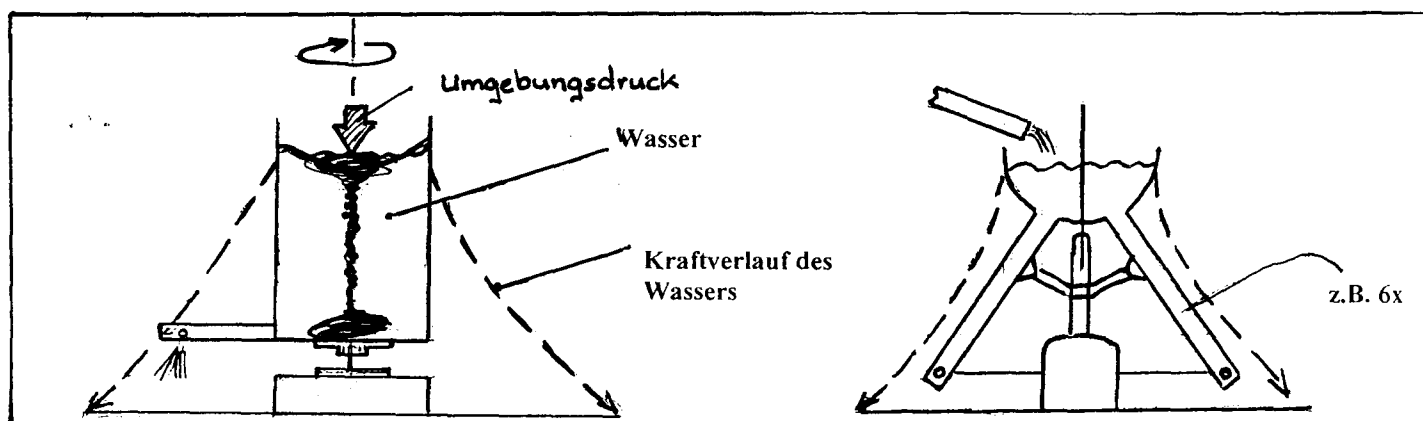 Umgebungsdruck
Wasser
Kraftverlauf des
Wassers
z.B. 6x